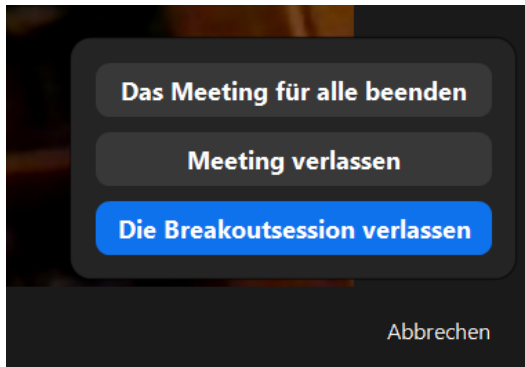 Das Meeting für alle beenden
Meeting verlassen
Die Breakoutsession verlassen
Abbrechen